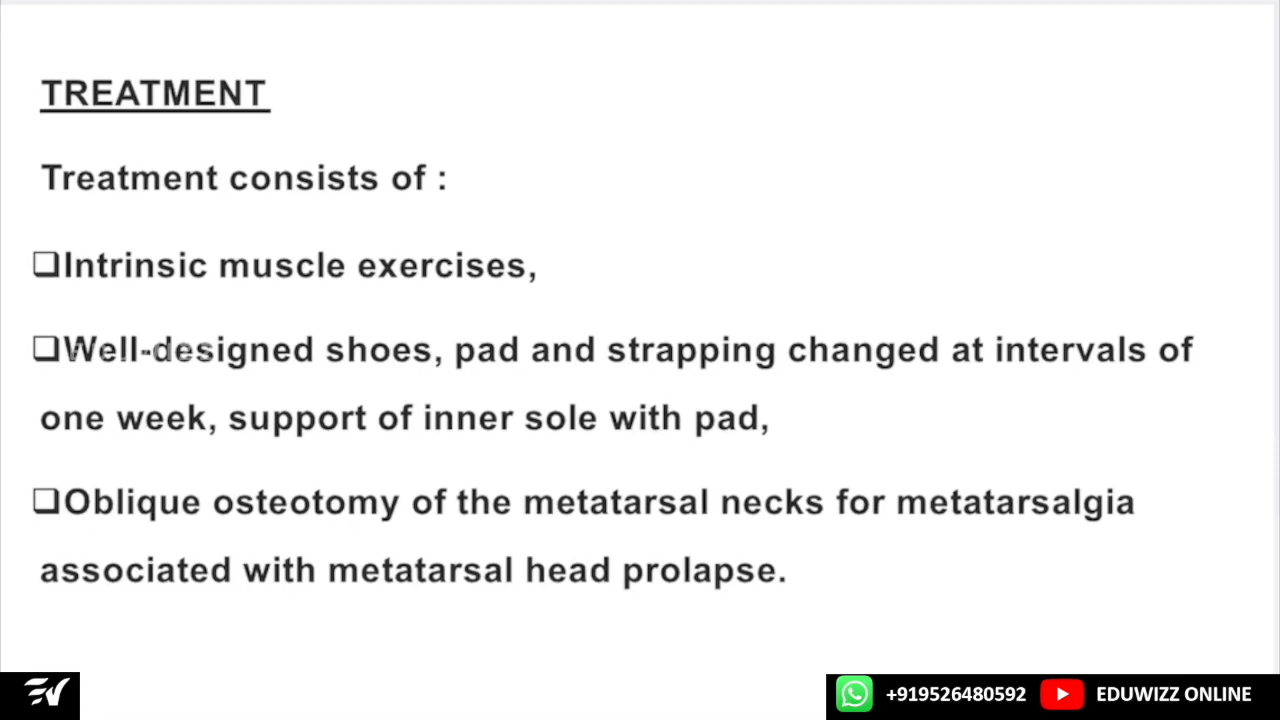 TREATMENT
Treatment consists of :
❑Intrinsic muscle exercises,
❑Well-designed shoes, pad and strapping changed at intervals of
one week, support of inner sole with pad,
❑Oblique osteotomy of the metatarsal necks for metatarsalgia
associated with metatarsal head prolapse.
+919526480592 EDUWIZZ ONLINE